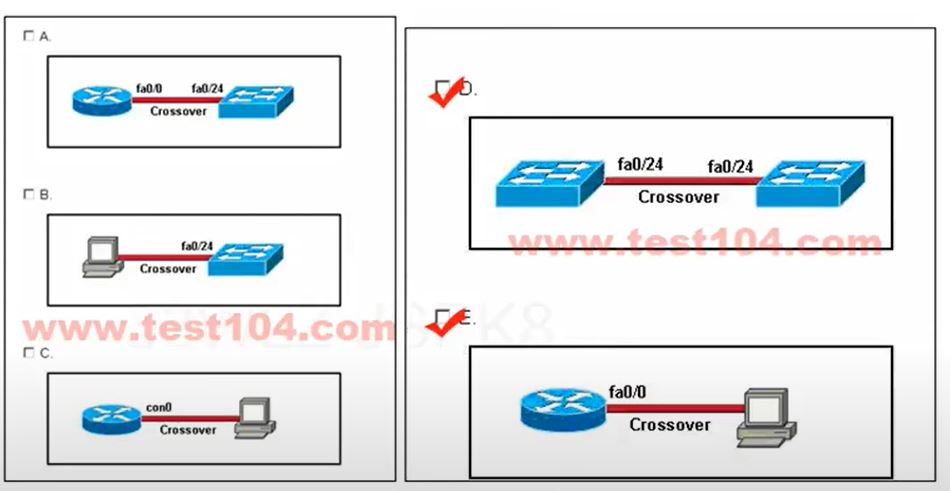 A.
fa0/0 fa0/24
Crossover
B.
fa0/24
Crossover
www.test104.com
C.
con0
Crossover
D.
fa0/24 fa0/24
Crossover
www.test104.com
E.
fa0/0
Crossover